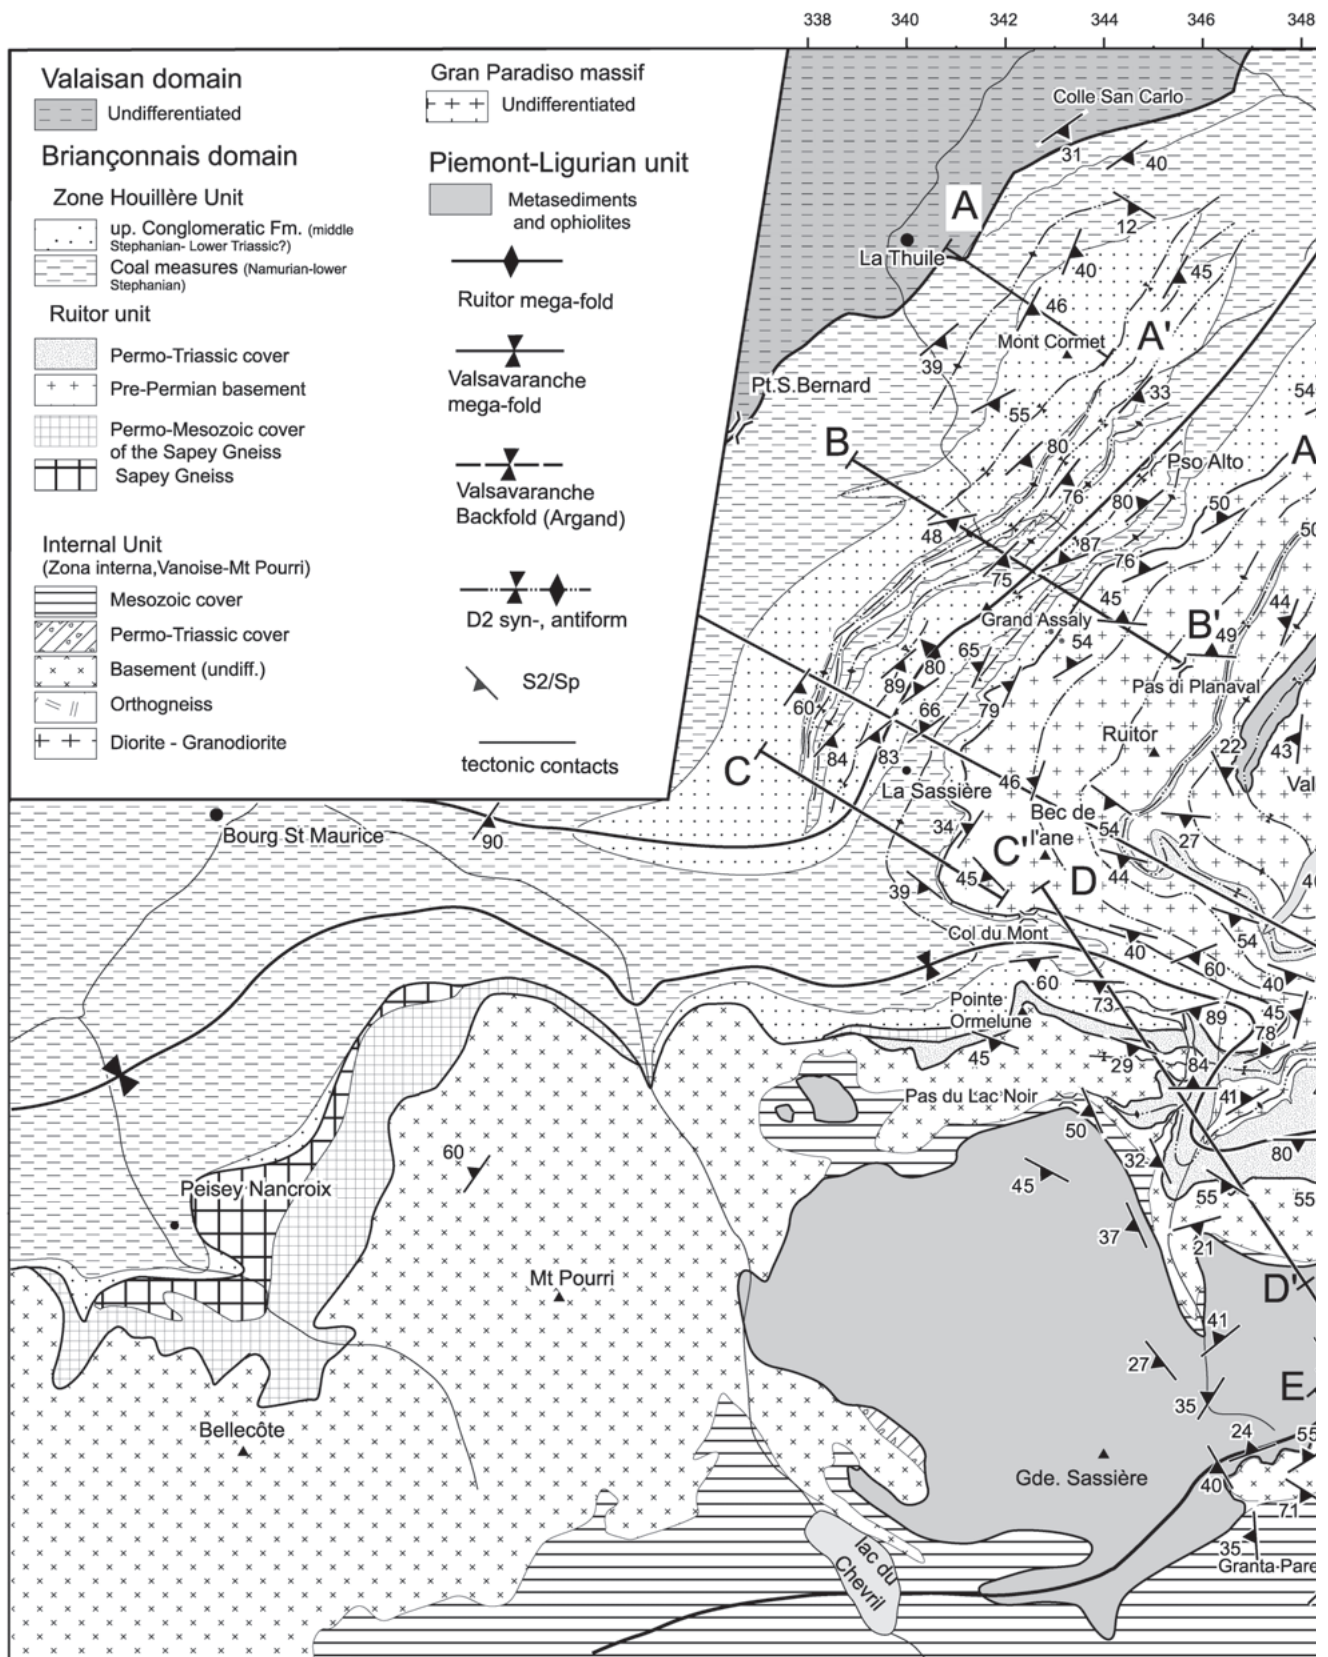 338 340 342 344 346 348
Valaisan domain
Undifferentiated
Briançonnais domain
Zone Houillère Unit
up. Conglomeratic Fm. (middle
Stephanian- Lower Triassic?)
Coal measures (Namurian-lower
Stephanian)
Ruitor unit
Permo-Triassic cover
Pre-Permian basement
Permo-Mesozoic cover
of the Sapey Gneiss
Sapey Gneiss
Internal Unit
(Zona interna,Vanoise-Mt Pourri)
Mesozoic cover
Permo-Triassic cover
Basement (undiff.)
Orthogneiss
Diorite - Granodiorite
Gran Paradiso massif
Undifferentiated
Piemont-Ligurian unit
Metasediments
and ophiolites
Ruitor mega-fold
Valsavaranche
mega-fold
Valsavaranche
Backfold (Argand)
D2 syn-, antiform
S2/Sp
tectonic contacts
Colle San Carlo
31
40
A
12
La Thuile
40
45
46
Mont Cormet
A'
39
Pt.S.Bernard
33
54
55
B
80
A
Pso Alto
76
80
50
48
50
87
76
75
45
44
Grand Assaly
54
B'
49
65
80
89
Pas di Planaval
60
66
79
Ruitor
22
43
84
83
C
46
Val
La Sassière
Bec de
l'ane
34
54
27
Bourg St Maurice
90
C'
D
44
45
40
39
Col du Mont
40
54
60
60
40
73
Pointe
Ormelune
89
45
78
45
29
84
Pas du Lac Noir
41
50
60
32
80
45
Peisey Nancroix
55
55
37
21
Mt Pourri
D'
41
27
E
35
Bellecôte
24
55
Gde. Sassière
40
71
35
lac du
Chevril
Granta Pare